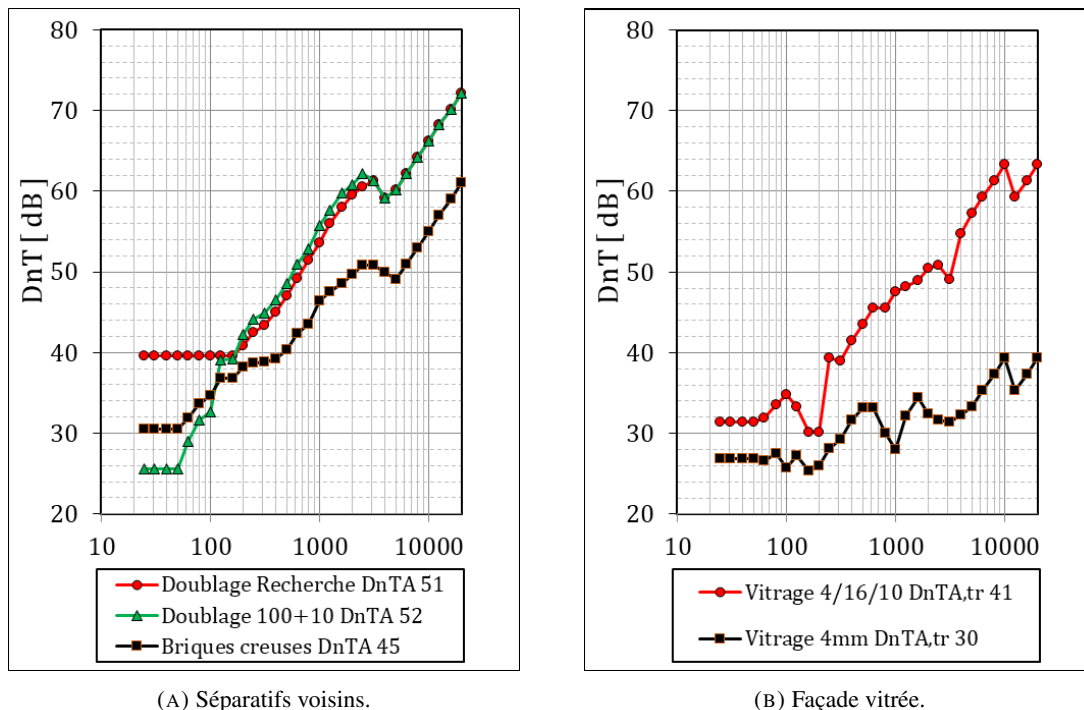 80
70
60
50
40
30
20
DnT [ dB]
10 100 1000 10000
Doublage Recherche DnTA 51
Doublage 100+10 DnTA 52
Briques creuses DnTA 45
(A) Séparatifs voisins.
80
70
60
50
40
30
20
DnT [ dB]
10 100 1000 10000
Vitrage 4/16/10 DnTA,tr 41
Vitrage 4mm DnTA,tr 30
(B) Façade vitrée.